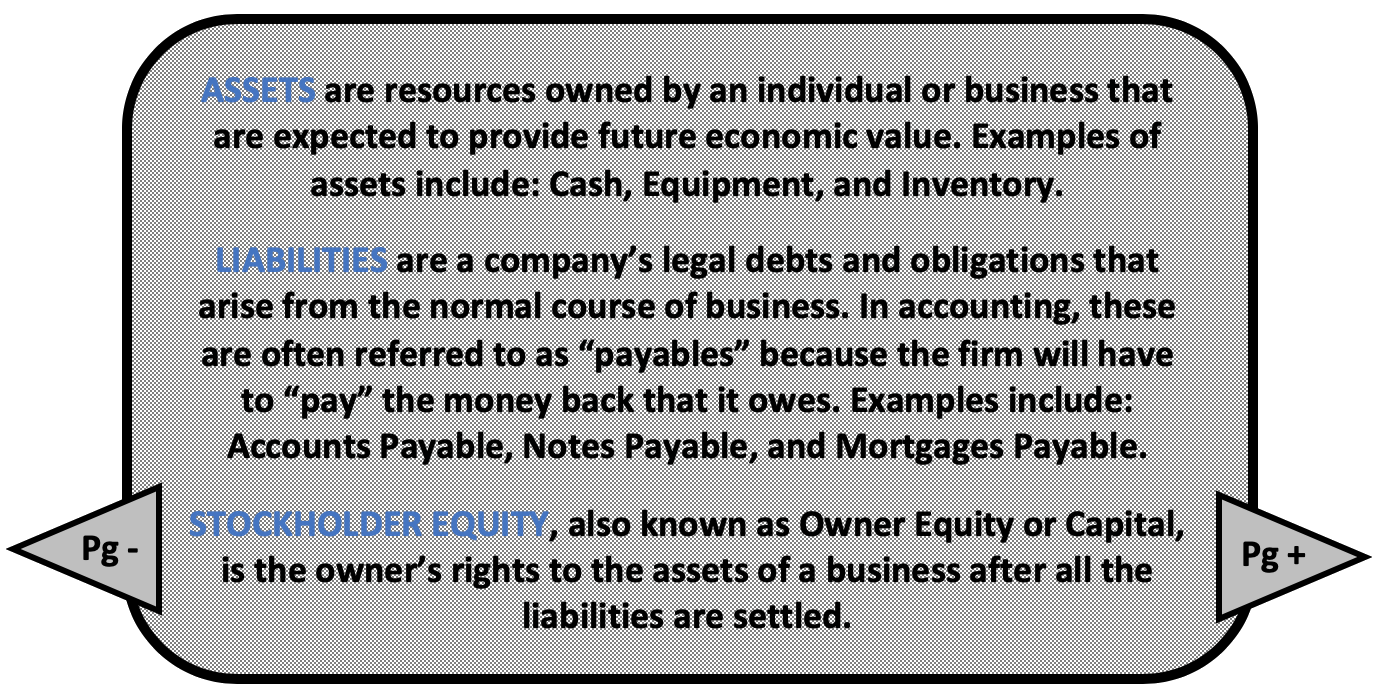 ASSETS are resources owned by an individual or business that
are expected to provide future economic value. Examples of
assets include: Cash, Equipment, and Inventory.
LIABILITIES are a company’s legal debts and obligations that
arise from the normal course of business. In accounting, these
are often referred to as “payables” because the firm will have
to “pay” the money back that it owes. Examples include:
Accounts Payable, Notes Payable, and Mortgages Payable.
STOCKHOLDER EQUITY, also known as Owner Equity or Capital,
is the owner’s rights to the assets of a business after all the
liabilities are settled.
Pg -
Pg +